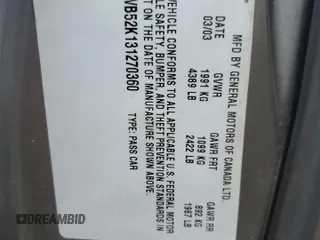 BY GENERAL MOTORS OF CANADA LTD
DATE GVWR GAWR FRT GAWR RR
03/03 1991 KG 1099 KG 892 KG
4389 LB 2422 LB 1967 LB
VEHICLE CONFORMS TO ALL APPLICABLE U.S. FEDERAL MOTOR
LE SAFETY, BUMPER, AND THEFT PREVENTION STANDARDS IN
T ON THE DATE OF MANUFACTURE SHOWN ABOVE.
WB52K131270360 TYPE: PASS CAR
DREAMBID